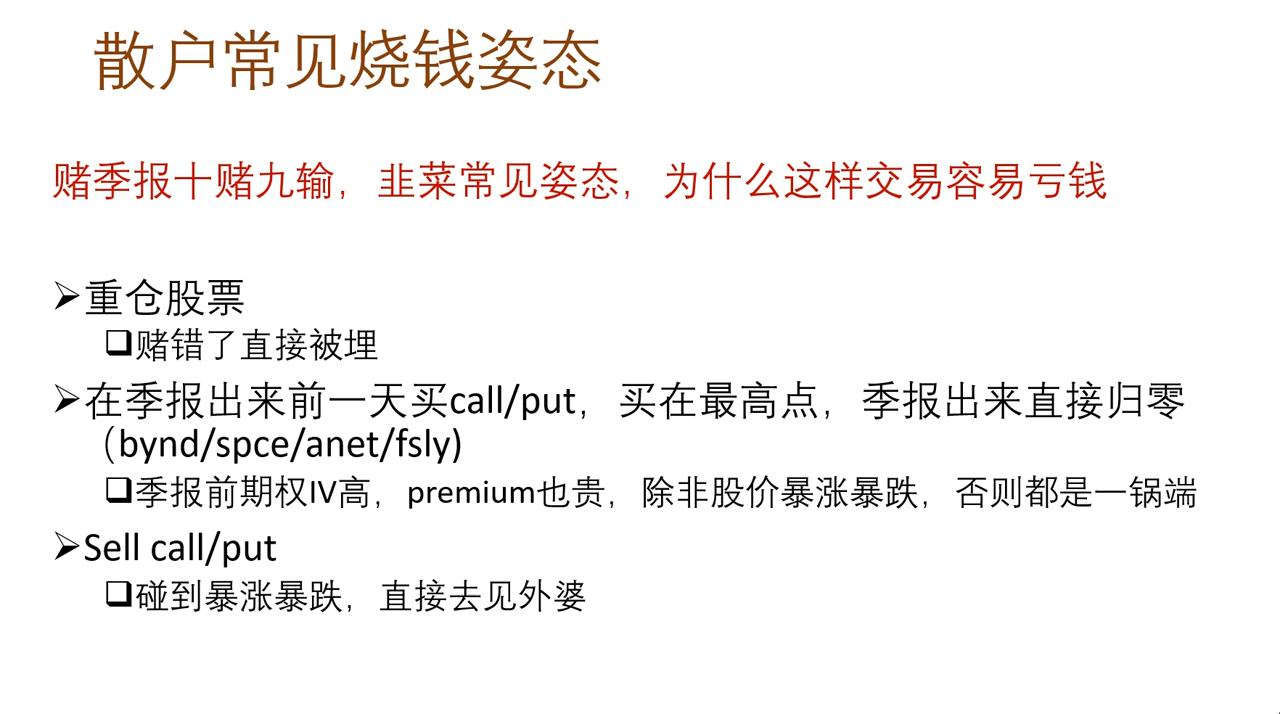 散户常见烧钱姿态
赌季报十赌九输，韭菜常见姿态，为什么这样交易容易亏钱
➢重仓股票
❑赌错了直接被埋
➢在季报出来前一天买call/put，买在最高点，季报出来直接归零
（bynd/spce/anet/fsly)
❑季报前期权IV高，premium也贵，除非股价暴涨暴跌，否则都是一锅端
➢Sell call/put
❑碰到暴涨暴跌，直接去见外婆